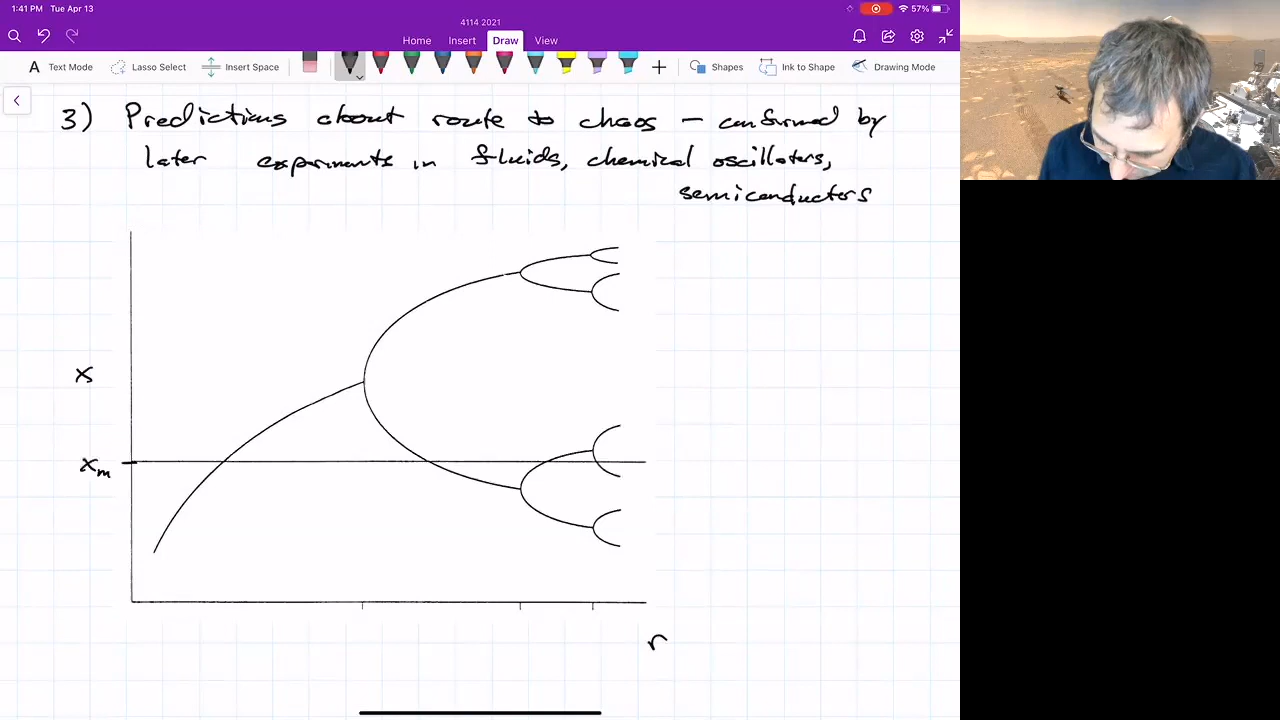 1:41 PM Tue Apr 13
57%
4114 2021
Home Insert Draw View
A Text Mode Lasso Select Insert Space Shapes Ink to Shape Drawing Mode
3) Predictions about route to chaos – confirmed by
later experiments in fluids, chemical oscillators,
semiconductors
x
xm
r